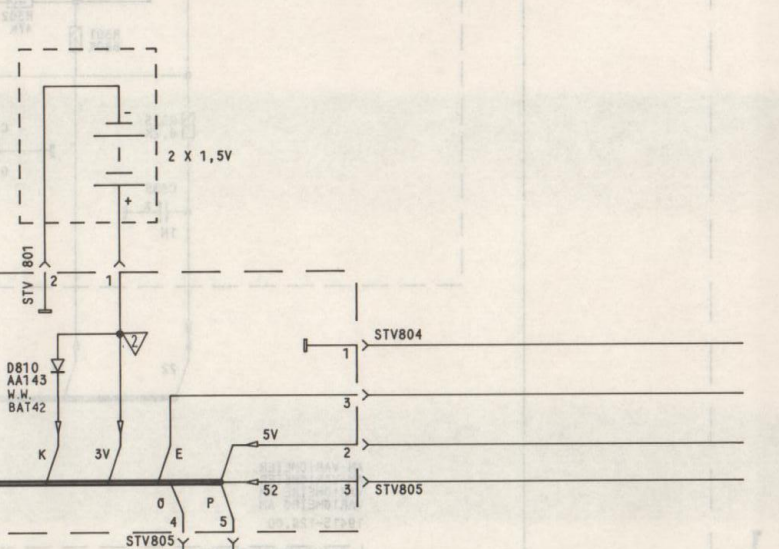 -
2 X 1,5V
+
STV 801
2
1
2
STV804
1
D810
AA143
W.W.
BAT42
3
5V
K
3V
E
2
52
3
STV805
O
P
4
5
STV805